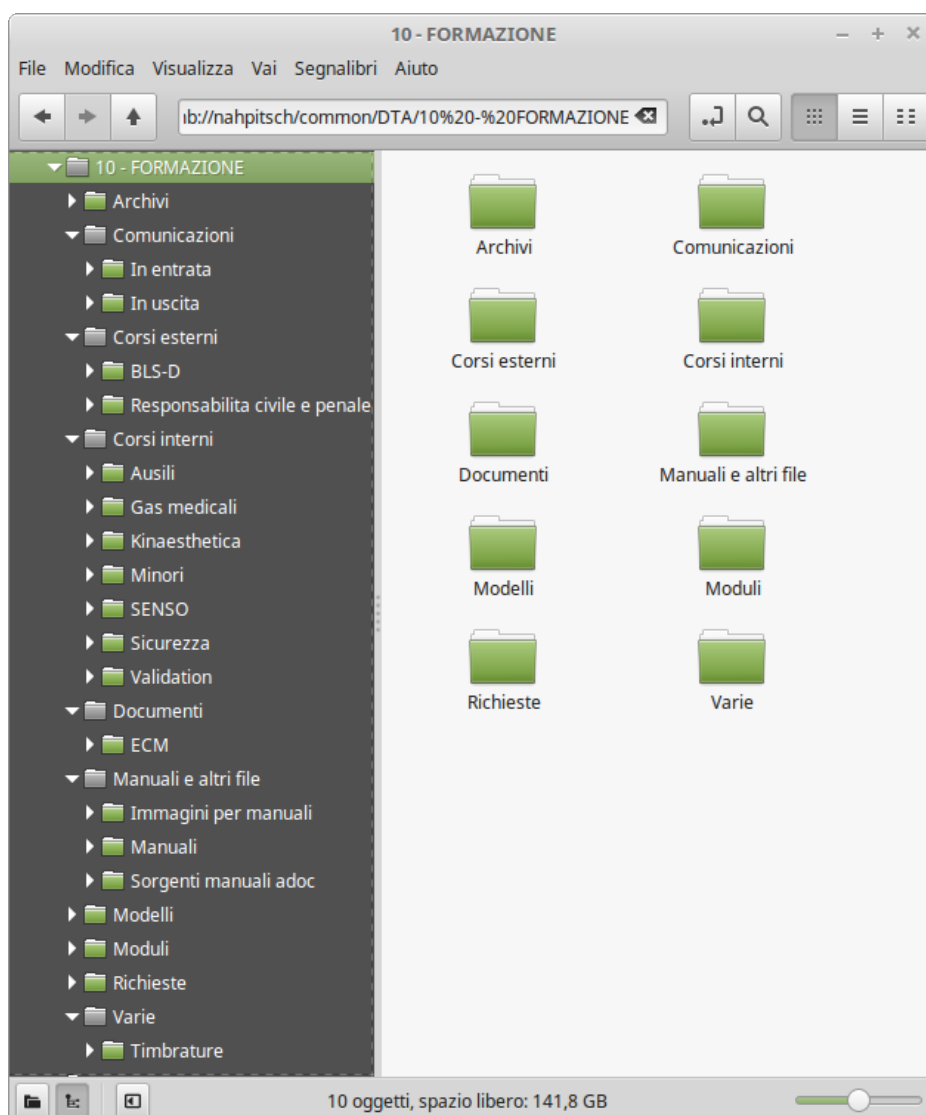 10 - FORMAZIONE
File Modifica Visualizza Vai Segnalibri Aiuto
ıb://nahpitsch/common/DTA/10%20-%20FORMAZIONE
10 - FORMAZIONE
Archivi
Comunicazioni
In entrata
In uscita
Corsi esterni
BLS-D
Responsabilita civile e penale
Corsi interni
Ausili
Gas medicali
Kinaesthetica
Minori
SENSO
Sicurezza
Validation
Documenti
ECM
Manuali e altri file
Immagini per manuali
Manuali
Sorgenti manuali adoc
Modelli
Moduli
Richieste
Varie
Timbrature
Archivi
Comunicazioni
Corsi esterni
Corsi interni
Documenti
Manuali e altri file
Modelli
Moduli
Richieste
Varie
10 oggetti, spazio libero: 141,8 GB